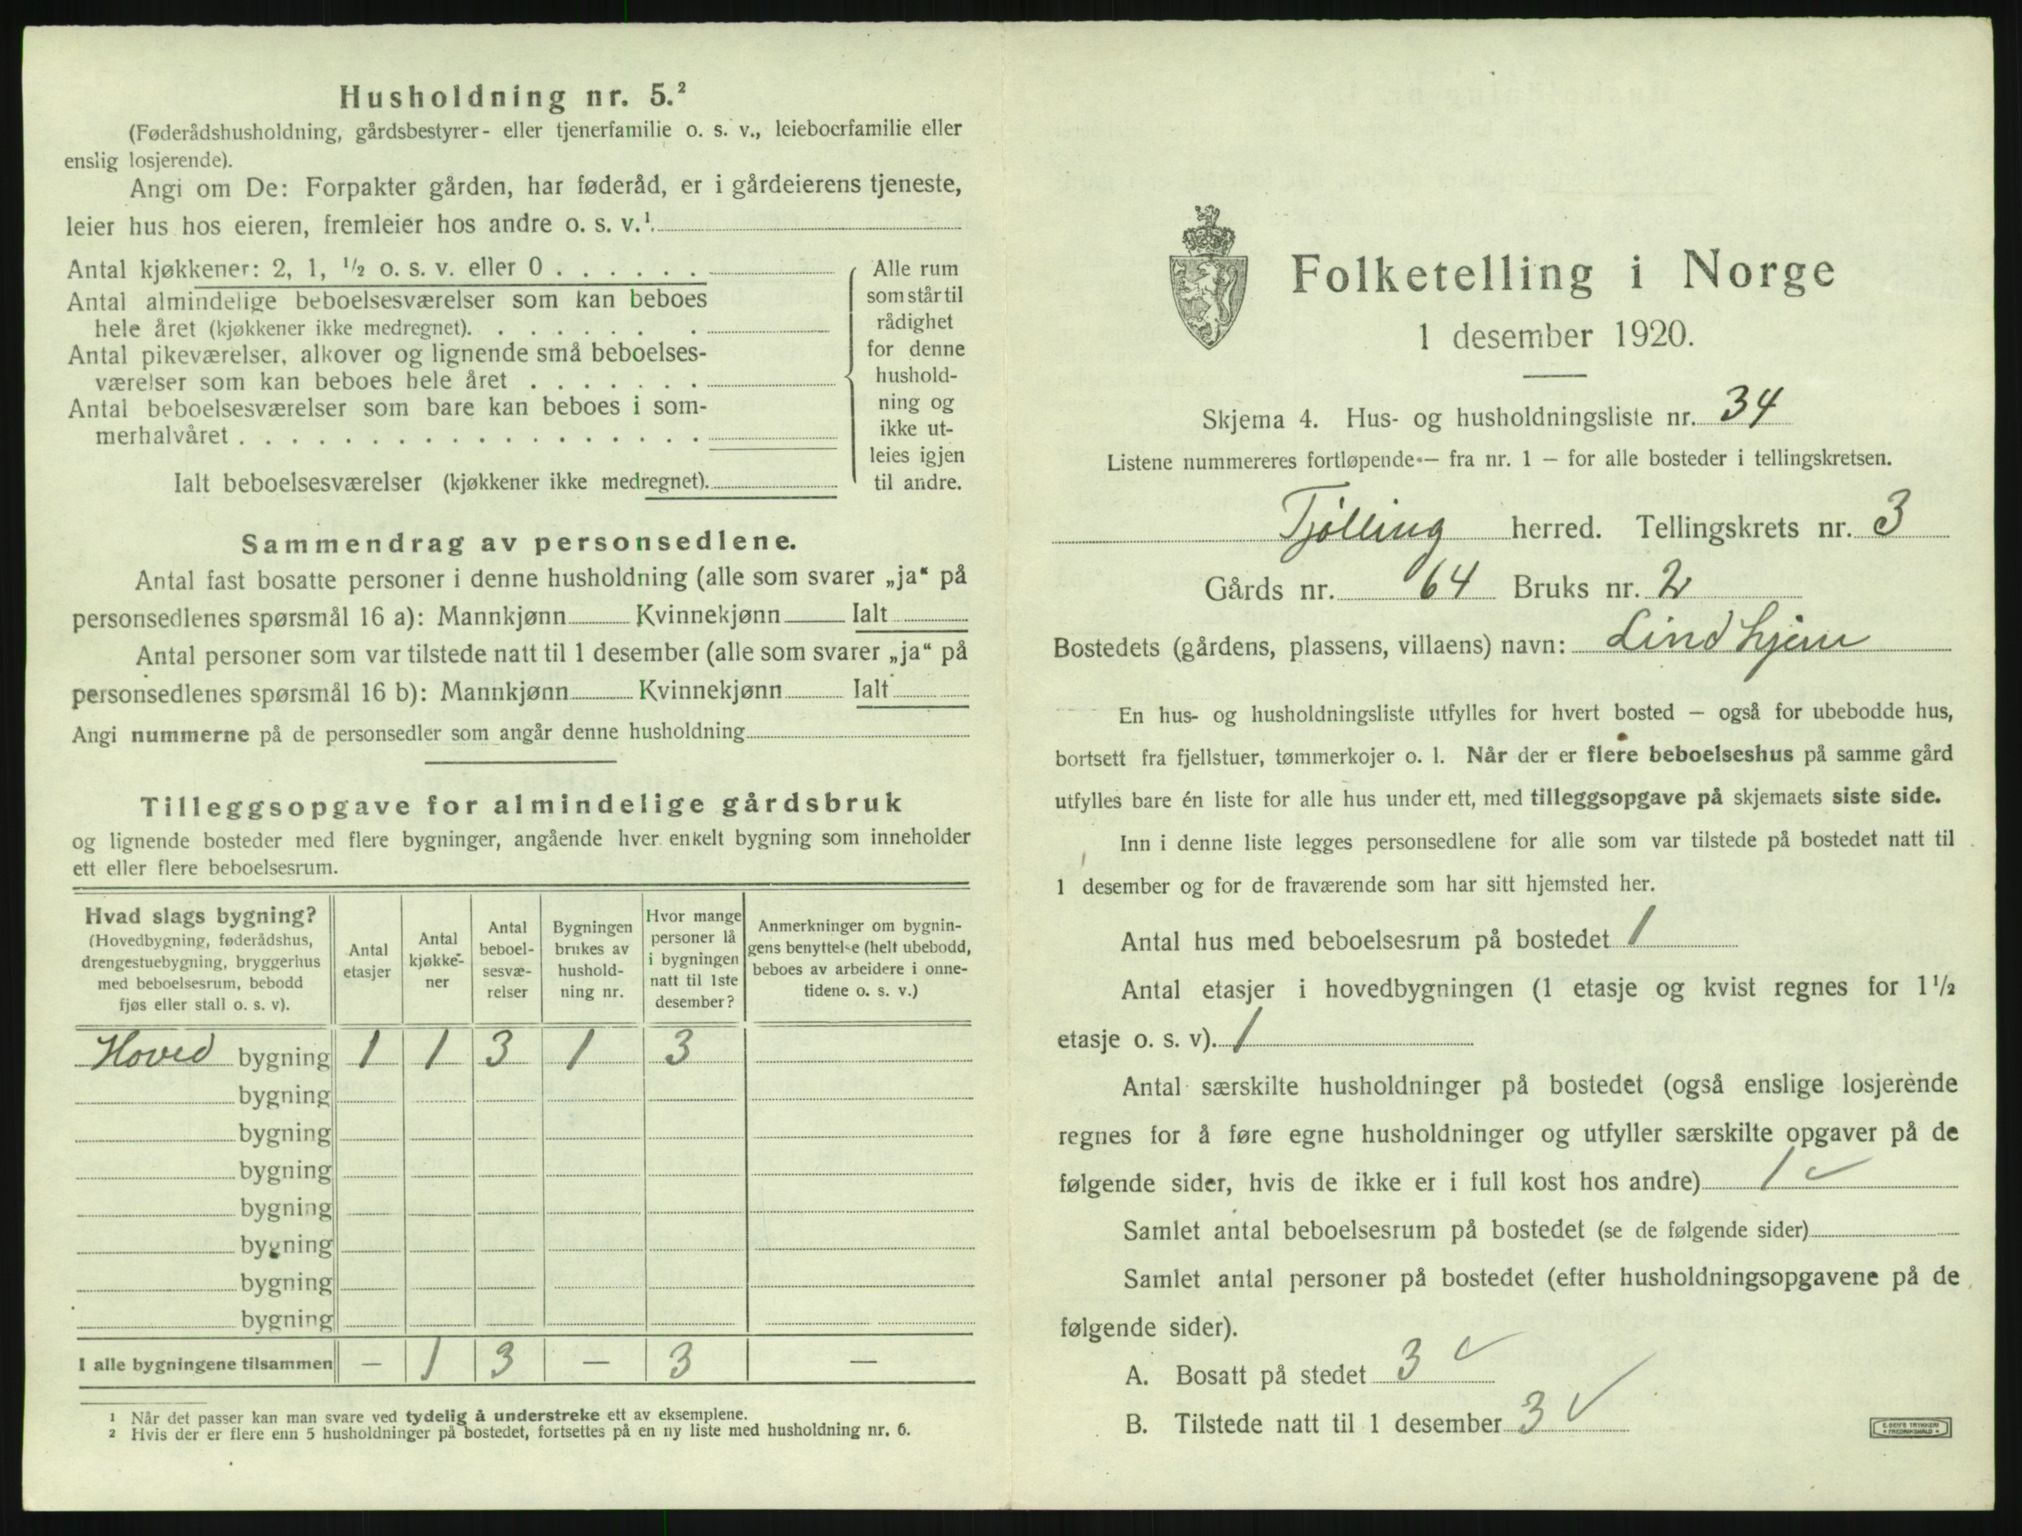 Husholdning nr. 5.²
(Føderådshusholdning, gårdsbestyrer- eller tjenerfamilie o. s. v., leieboerfamilie eller
enslig losjerende).
Angi om De: Forpakter gården, har føderåd, er i gårdeierens tjeneste,
leier hus hos eieren, fremleier hos andre o. s. v.¹
Antal kjøkkener: 2, 1, ½ o. s. v. eller 0 . . . . . .
Antal almindelige beboelsesværelser som kan beboes
hele året (kjøkkener ikke medregnet). . . . . . . .
Antal pikeværelser, alkover og lignende små beboelses-
værelser som kan beboes hele året . . . . . . .
Antal beboelsesværelser som bare kan beboes i som-
merhalvåret . . . . . . . . . . . . . . . . . .
Ialt beboelsesværelser (kjøkkener ikke medregnet).
Alle rum
som står til
rådighet
for denne
hushold-
ning og
ikke ut-
leies igjen
til andre.
Sammendrag av personsedlene.
Antal fast bosatte personer i denne husholdning (alle som svarer „ja“ på
personsedlenes spørsmål 16 a): Mannkjønn Kvinnekjønn Ialt
Antal personer som var tilstede natt til 1 desember (alle som svarer „ja“ på
personsedlenes spørsmål 16 b): Mannkjønn Kvinnekjønn Ialt
Angi nummerne på de personsedler som angår denne husholdning
Tilleggsopgave for almindelige gårdsbruk
og lignende bosteder med flere bygninger, angående hver enkelt bygning som inneholder
ett eller flere beboelsesrum.
Hvad slags bygning?
(Hovedbygning, føderådshus,
drengestuebygning, bryggerhus
med beboelsesrum, bebodd
fjøs eller stall o. s. v).
Antal
etasjer
Antal
kjøkke-
ner
Antal
beboel-
sesvæ-
relser
Bygningen
brukes av
hushold-
ning nr.
Hvor mange
personer lå
i bygningen
natt til 1ste
desember?
Anmerkninger om bygnin-
gens benyttelse (helt ubebodd,
beboes av arbeidere i onne-
tidene o. s. v.)
Hoved bygning 1 1 3 1 3
bygning
bygning
bygning
bygning
bygning
bygning
bygning
I alle bygningene tilsammen — 1 3 — 3 —
¹ Når det passer kan man svare ved tydelig å understreke ett av eksemplene.
² Hvis der er flere enn 5 husholdninger på bostedet, fortsettes på en ny liste med husholdning nr. 6.
Folketelling i Norge
1 desember 1920.
Skjema 4. Hus- og husholdningsliste nr. 34
Listene nummereres fortløpende — fra nr. 1 — for alle bosteder i tellingskretsen.
Tjølling herred. Tellingskrets nr. 3
Gårds nr. 64 Bruks nr. 2
Bostedets (gårdens, plassens, villaens) navn: Lindhjem
En hus- og husholdningsliste utfylles for hvert bosted — også for ubebodde hus,
bortsett fra fjellstuer, tømmerkojer o. l. Når der er flere beboelseshus på samme gård
utfylles bare én liste for alle hus under ett, med tilleggsopgave på skjemaets siste side.
Inn i denne liste legges personsedlene for alle som var tilstede på bostedet natt til
1 desember og for de fraværende som har sitt hjemsted her.
Antal hus med beboelsesrum på bostedet 1
Antal etasjer i hovedbygningen (1 etasje og kvist regnes for 1½
etasje o. s. v). 1
Antal særskilte husholdninger på bostedet (også enslige losjerende
regnes for å føre egne husholdninger og utfyller særskilte opgaver på de
følgende sider, hvis de ikke er i full kost hos andre) 1 ✓
Samlet antal beboelsesrum på bostedet (se de følgende sider)
Samlet antal personer på bostedet (efter husholdningsopgavene på de
følgende sider).
A. Bosatt på stedet 3 ✓
B. Tilstede natt til 1 desember 3 ✓
E. SEM'S TRYKKERI
FREDRIKSHALD